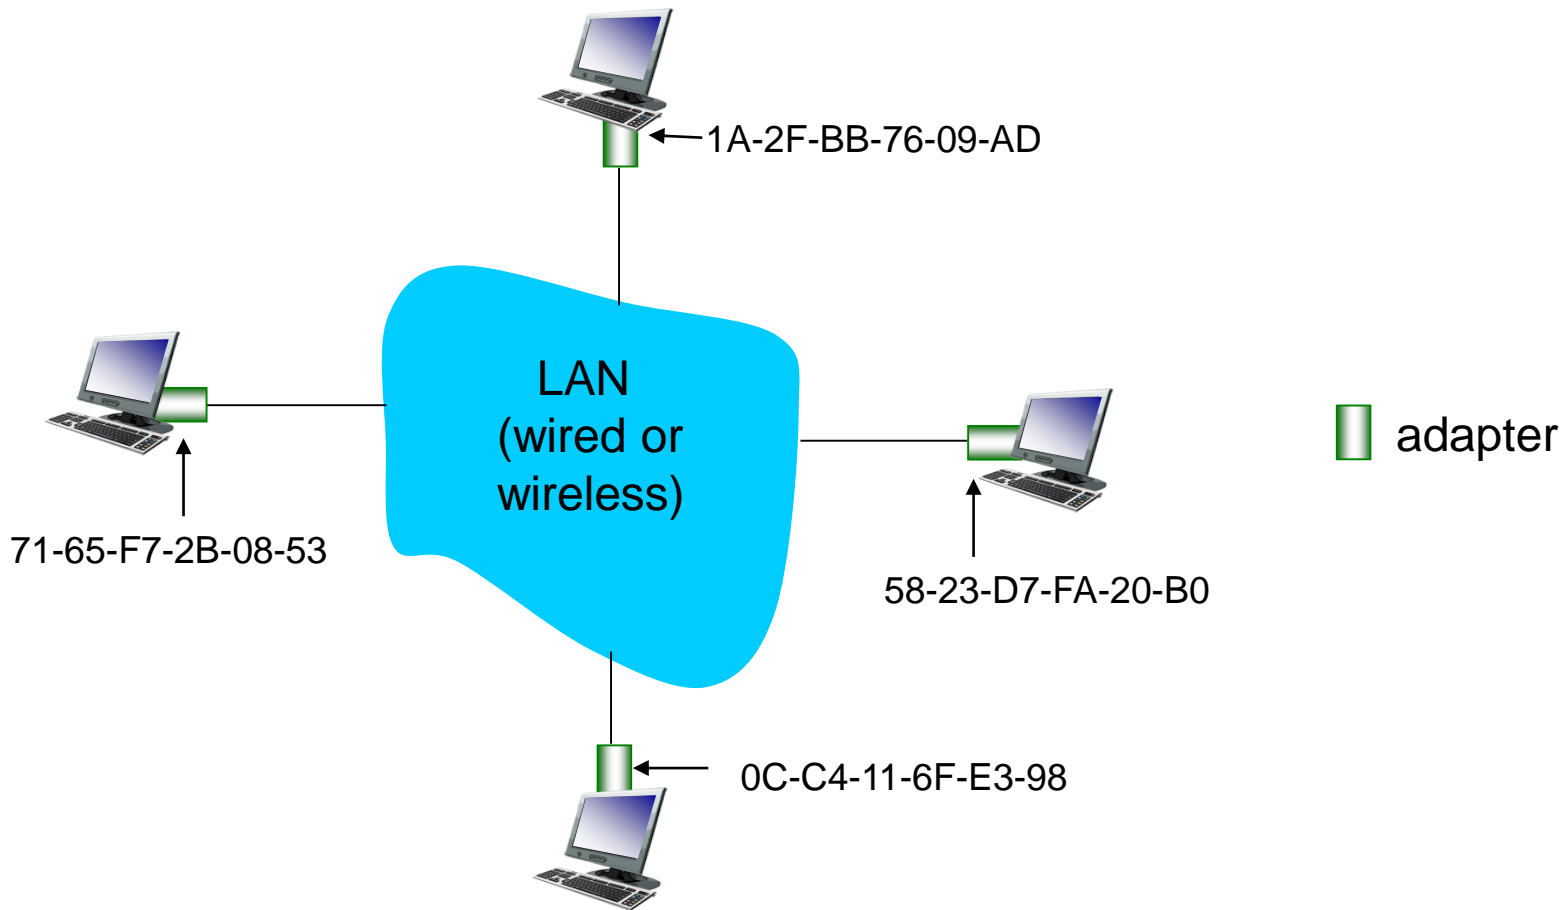 1A-2F-BB-76-09-AD
LAN
(wired or
wireless)
adapter
71-65-F7-2B-08-53
58-23-D7-FA-20-B0
0C-C4-11-6F-E3-98